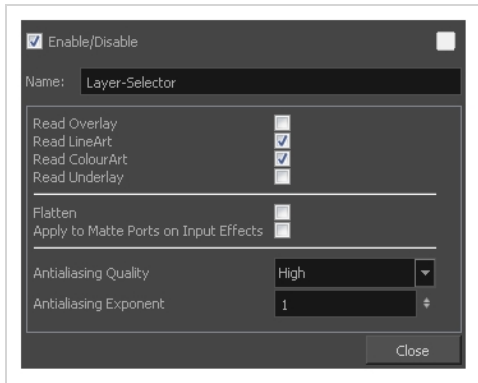 Enable/Disable
Name: Layer-Selector
Read Overlay
Read LineArt
Read ColourArt
Read Underlay
Flatten
Apply to Matte Ports on Input Effects
Antialiasing Quality High
Antialiasing Exponent 1
Close